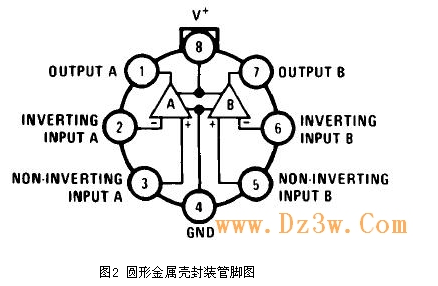 V+
8
OUTPUT A
1
7
OUTPUT B
A
B
INVERTING
INPUT A
2
-
+
+
-
6
INVERTING
INPUT B
NON-INVERTING
INPUT A
3
5
NON-INVERTING
INPUT B
4
GND
www.Dz3w.Com
图2 圆形金属壳封装管脚图